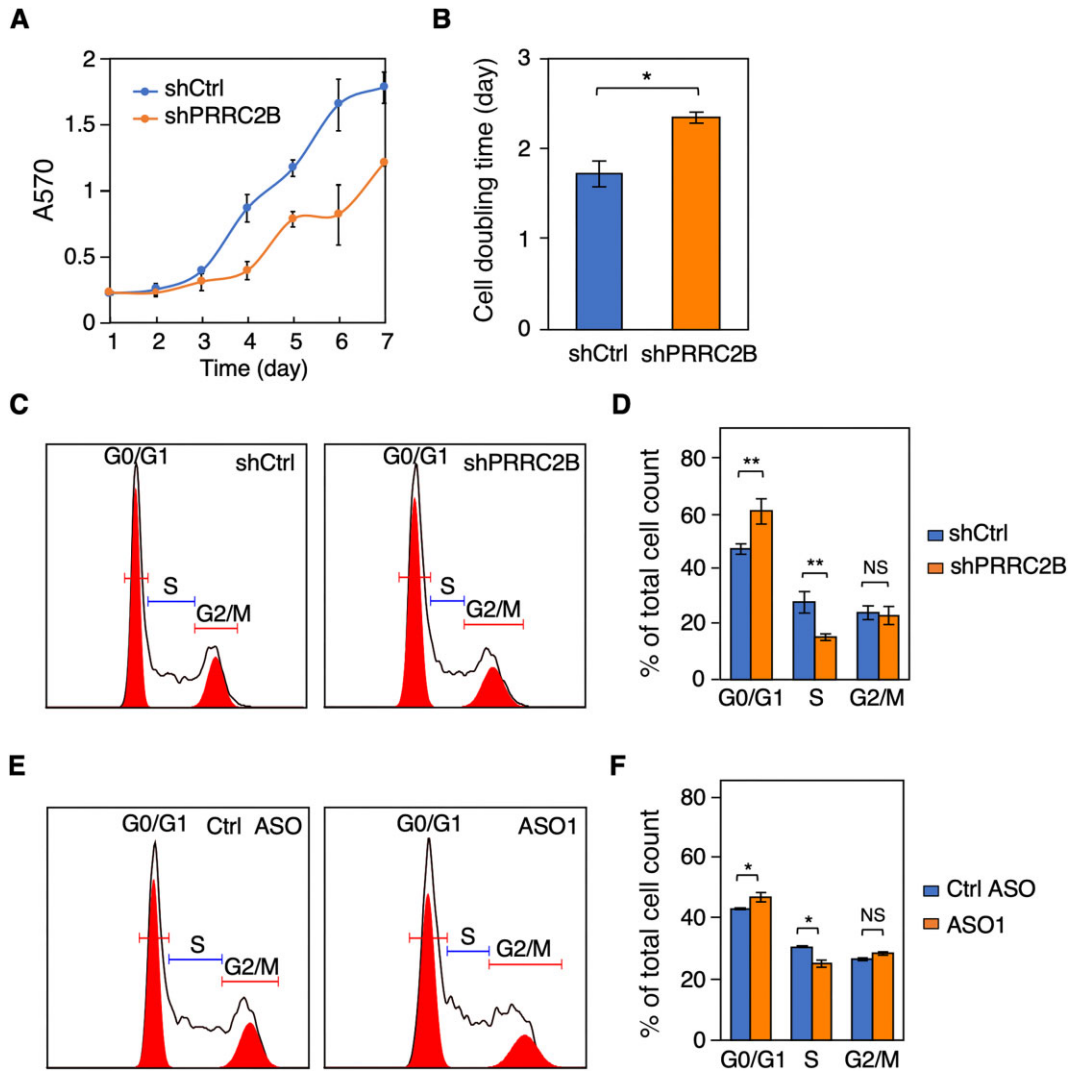 A
2
1.5
1
0.5
0
A570
shCtrl
shPRRC2B
1 2 3 4 5 6 7
Time (day)
B
3
2
1
0
Cell doubling time (day)
*
shCtrl shPRRC2B
C
G0/G1
shCtrl
S
G2/M
G0/G1
shPRRC2B
S
G2/M
D
80
60
40
20
0
% of total cell count
**
**
NS
G0/G1 S G2/M
shCtrl
shPRRC2B
E
G0/G1 Ctrl ASO
S
G2/M
G0/G1 ASO1
S
G2/M
F
80
60
40
20
0
% of total cell count
*
*
NS
G0/G1 S G2/M
Ctrl ASO
ASO1